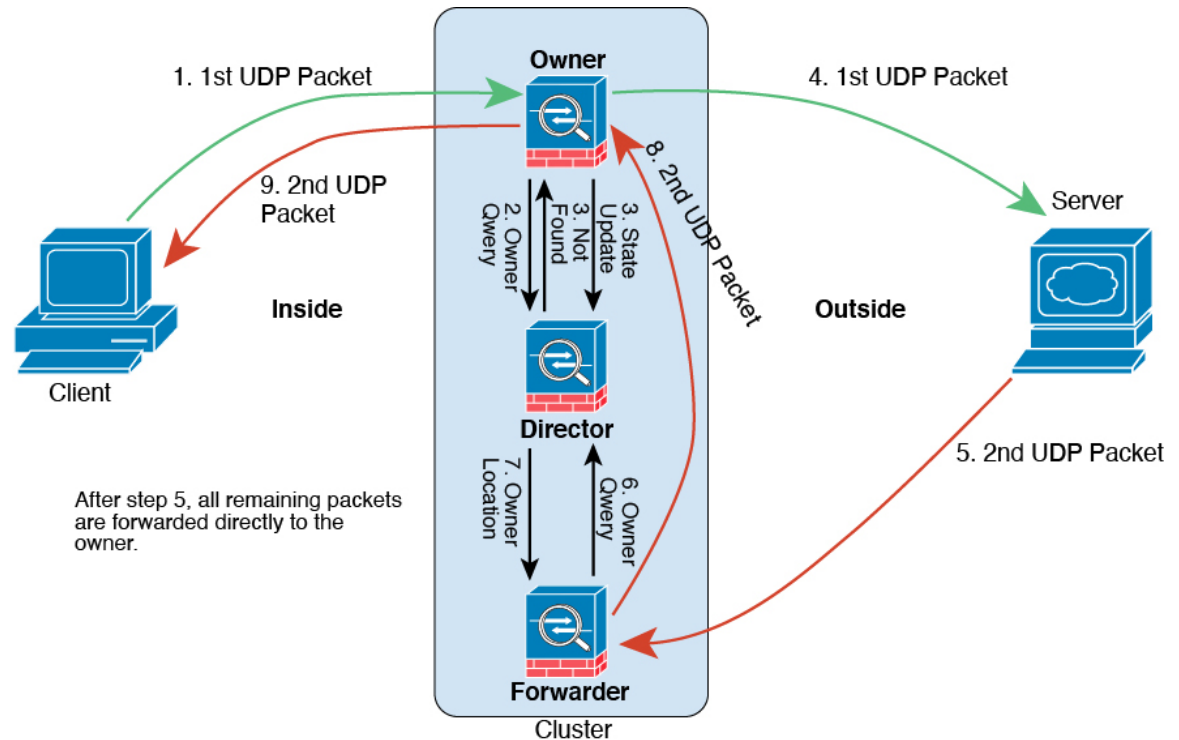 Owner
1. 1st UDP Packet
4. 1st UDP Packet
9. 2nd UDP
Packet
2. Owner
Qwery
3. Not
Found
3. State
Update
8. 2nd UDP Packet
Server
Inside
Outside
Client
Director
5. 2nd UDP Packet
7. Owner
Location
6. Owner
Qwery
After step 5, all remaining packets
are forwarded directly to the
owner.
Forwarder
Cluster